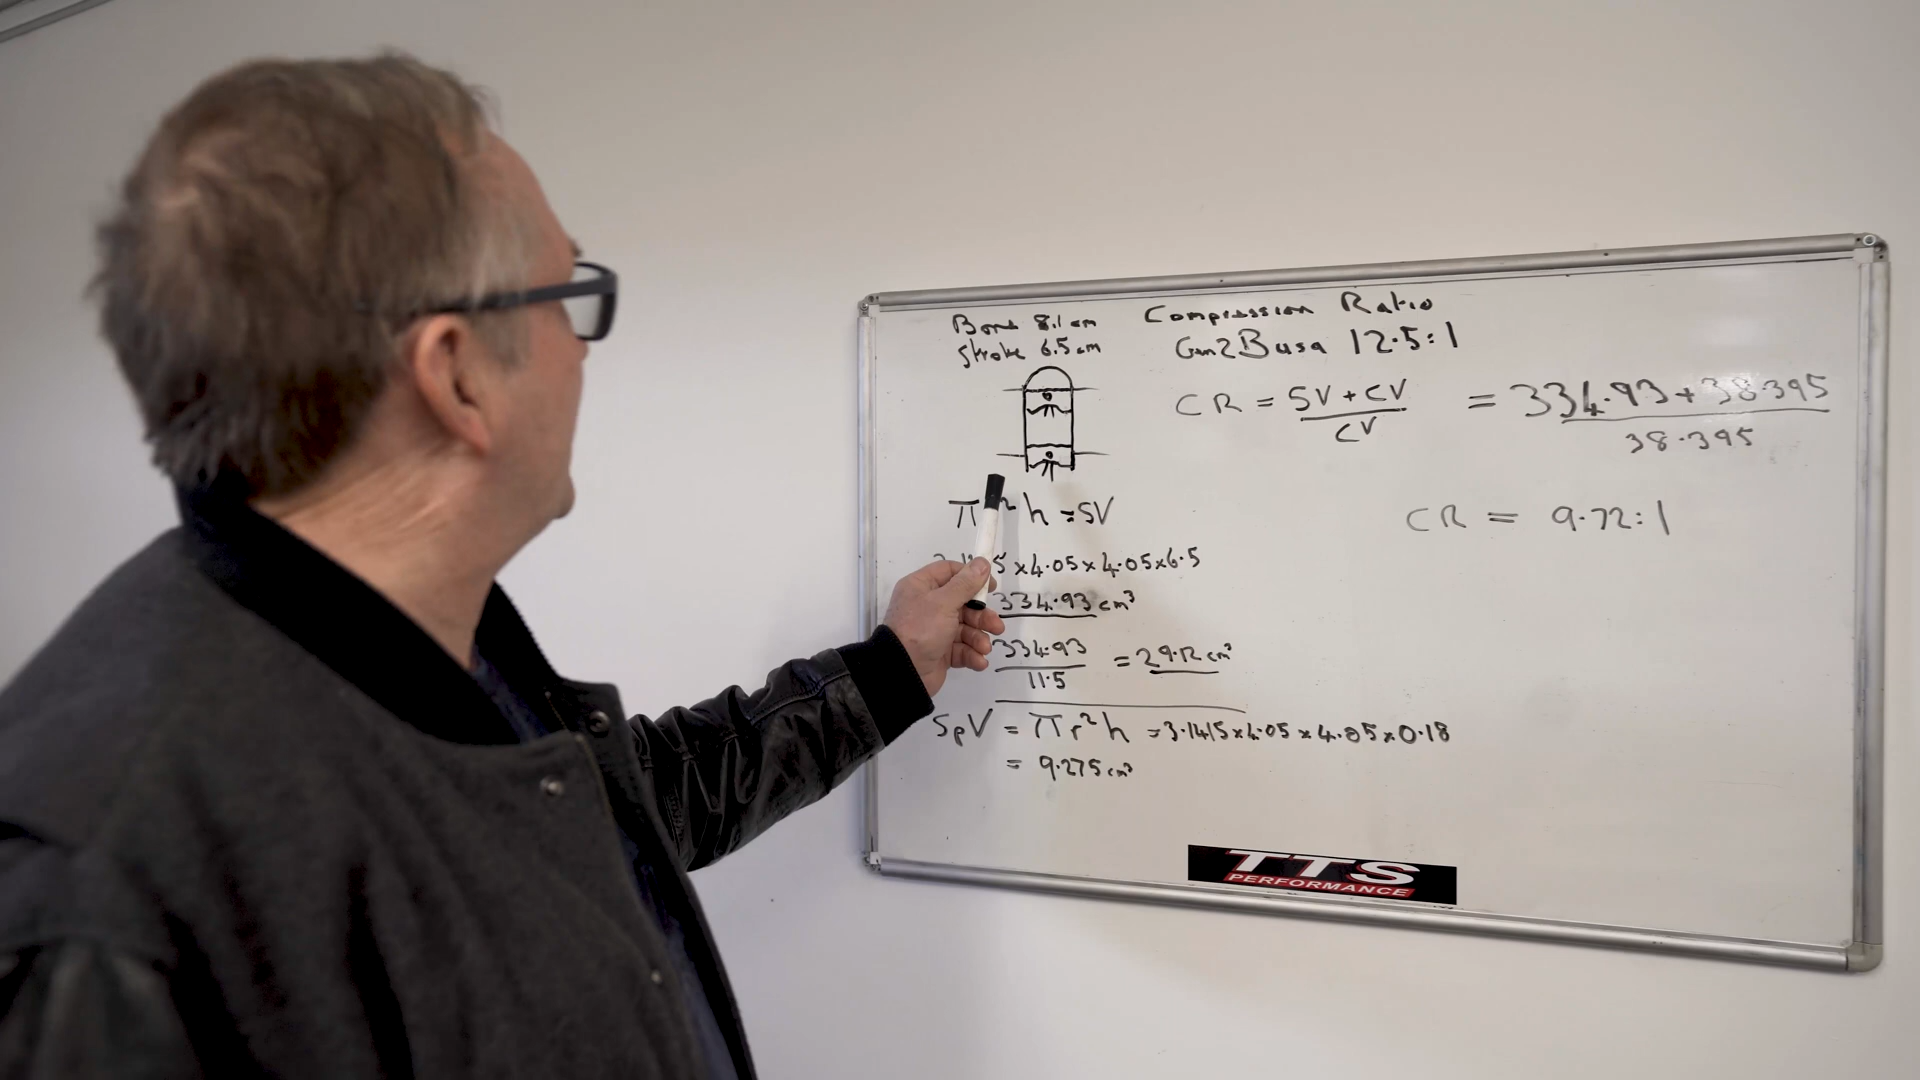 Bore 8.1 cm
Stroke 6.5 cm
Compression Ratio
Gen2 Busa 12.5:1
CR = SV + CV / CV = 334.93 + 38.395 / 38.395
CR = 9.72:1
π ² h = SV
5 x 4.05 x 4.05 x 6.5
334.93 cm³
334.93 / 11.5 = 29.12 cm³
SpV = πr²h = 3.1415 x 4.05 x 4.05 x 0.18
= 9.275 cm³
TTS
PERFORMANCE